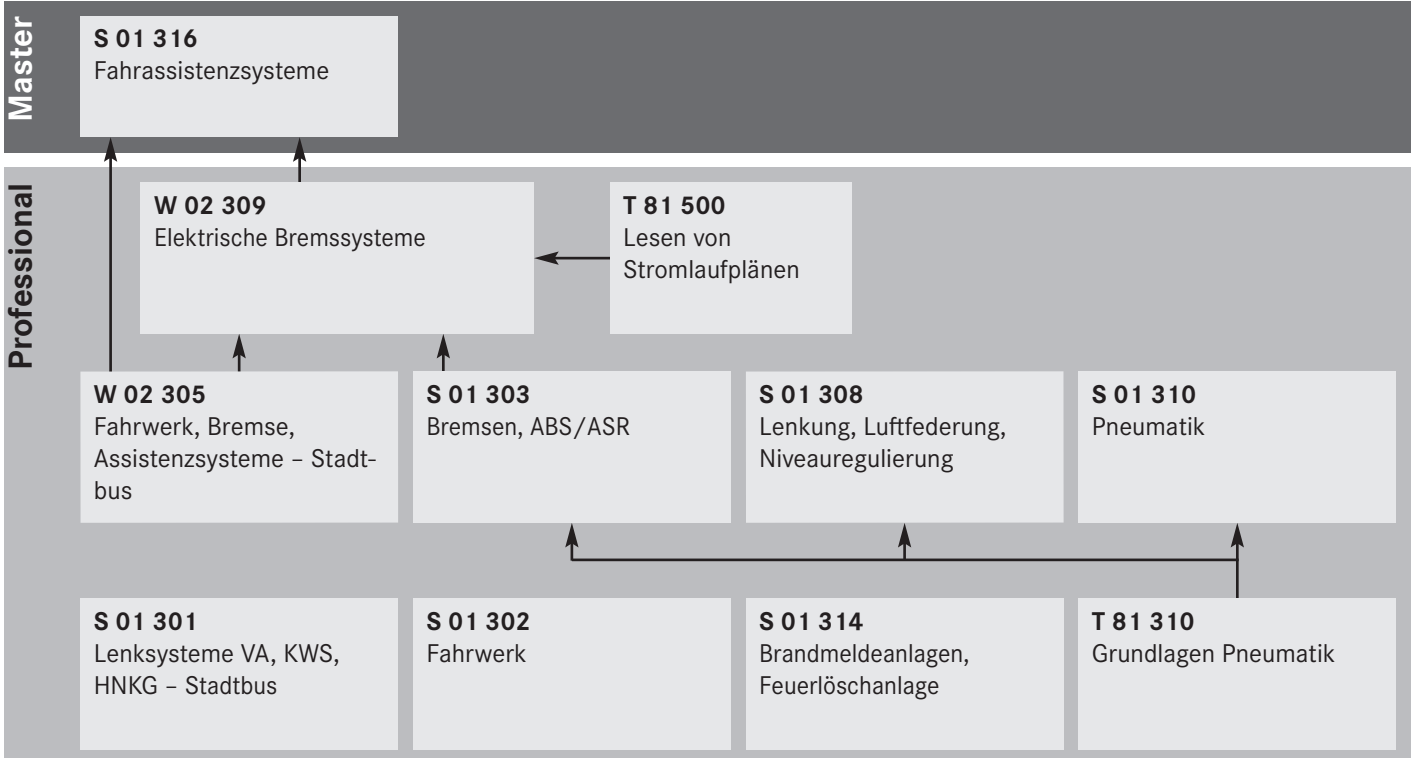 Master
S 01 316
Fahrassistenzsysteme
Professional
W 02 309
Elektrische Bremssysteme
T 81 500
Lesen von
Stromlaufplänen
W 02 305
Fahrwerk, Bremse,
Assistenzsysteme – Stadt-
bus
S 01 303
Bremsen, ABS/ASR
S 01 308
Lenkung, Luftfederung,
Niveauregulierung
S 01 310
Pneumatik
S 01 301
Lenksysteme VA, KWS,
HNKG – Stadtbus
S 01 302
Fahrwerk
S 01 314
Brandmeldeanlagen,
Feuerlöschanlage
T 81 310
Grundlagen Pneumatik